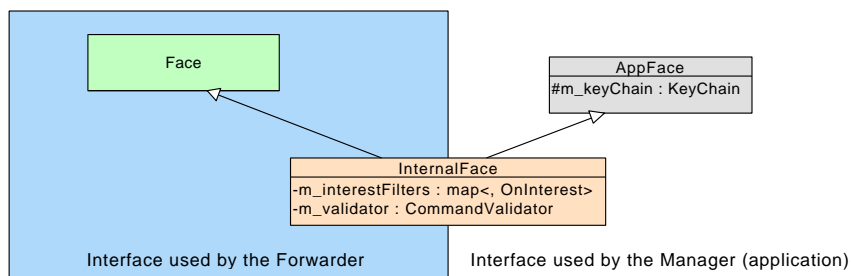 Face
AppFace
#m_keyChain : KeyChain
InternalFace
-m_interestFilters : map<, OnInterest>
-m_validator : CommandValidator
Interface used by the Forwarder
Interface used by the Manager (application)